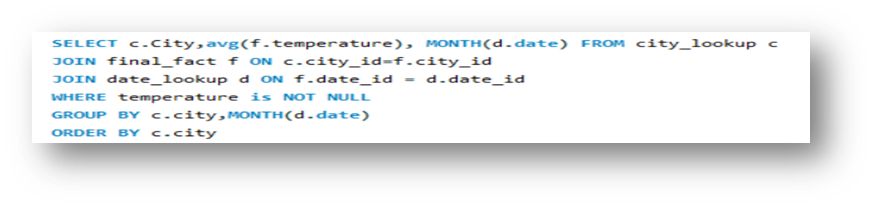 SELECT c.City,avg(f.temperature), MONTH(d.date) FROM city_lookup c
JOIN final_fact f ON c.city_id=f.city_id
JOIN date_lookup d ON f.date_id = d.date_id
WHERE temperature is NOT NULL
GROUP BY c.city,MONTH(d.date)
ORDER BY c.city